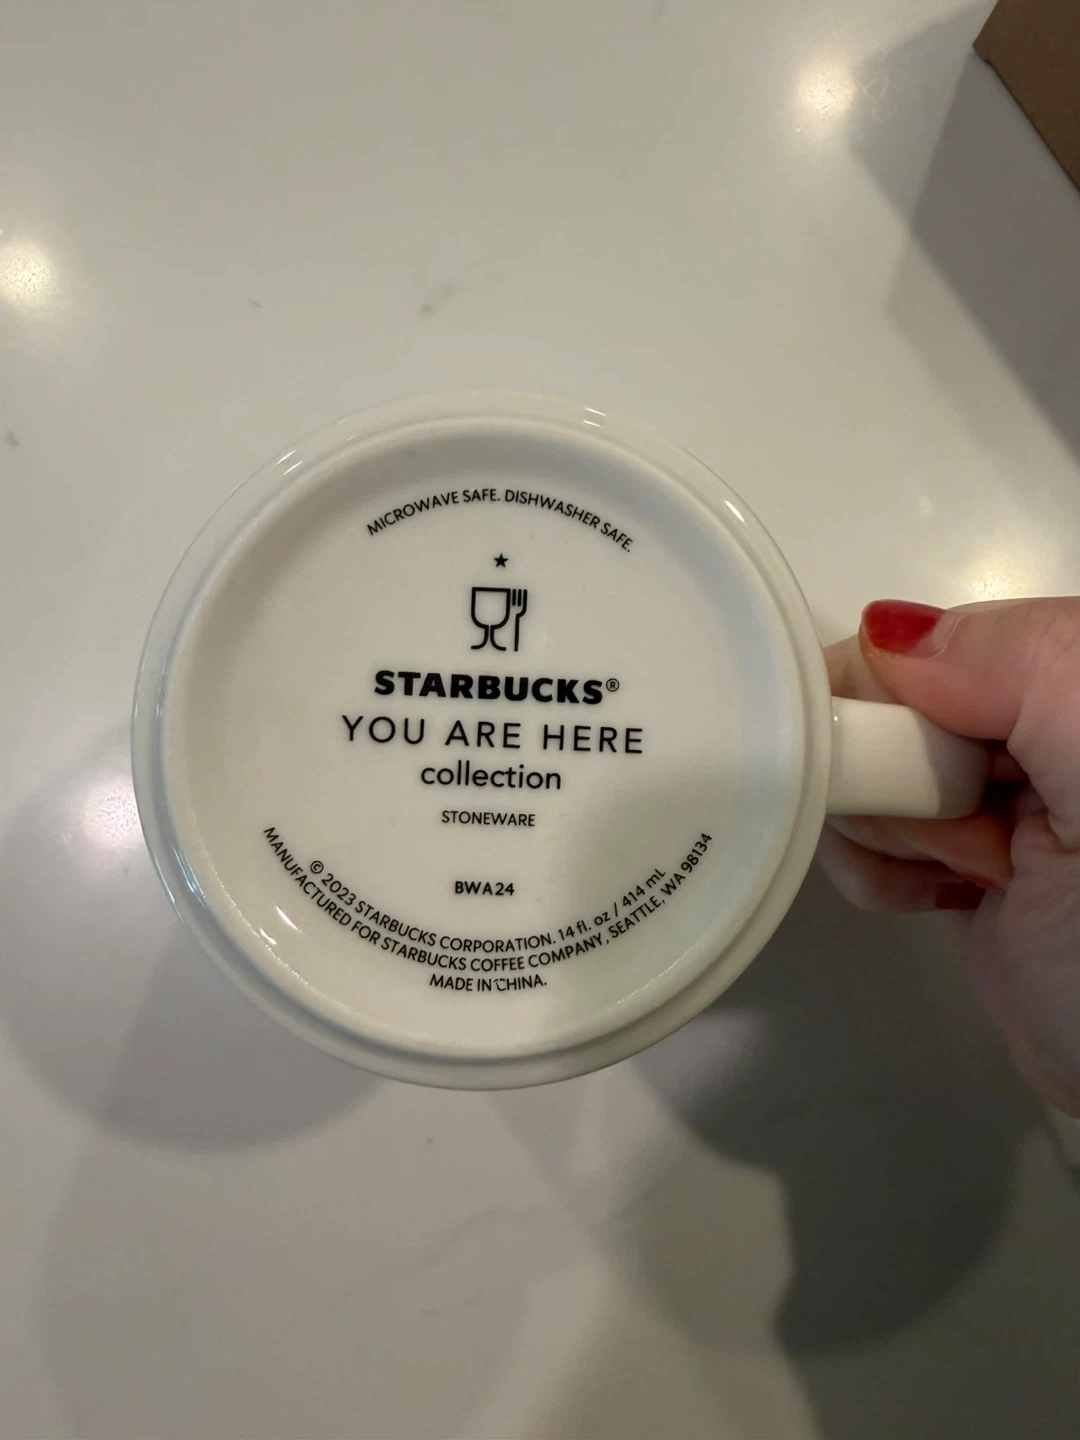 MICROWAVE SAFE. DISHWASHER SAFE.
STARBUCKS®
YOU ARE HERE
collection
STONEWARE
BWA24
© 2023 STARBUCKS CORPORATION. 14 fl. oz / 414 mL
MANUFACTURED FOR STARBUCKS COFFEE COMPANY, SEATTLE, WA 98134
MADE IN CHINA.